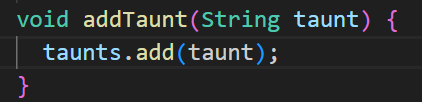 void addTaunt(String taunt) {
  taunts.add(taunt);
}